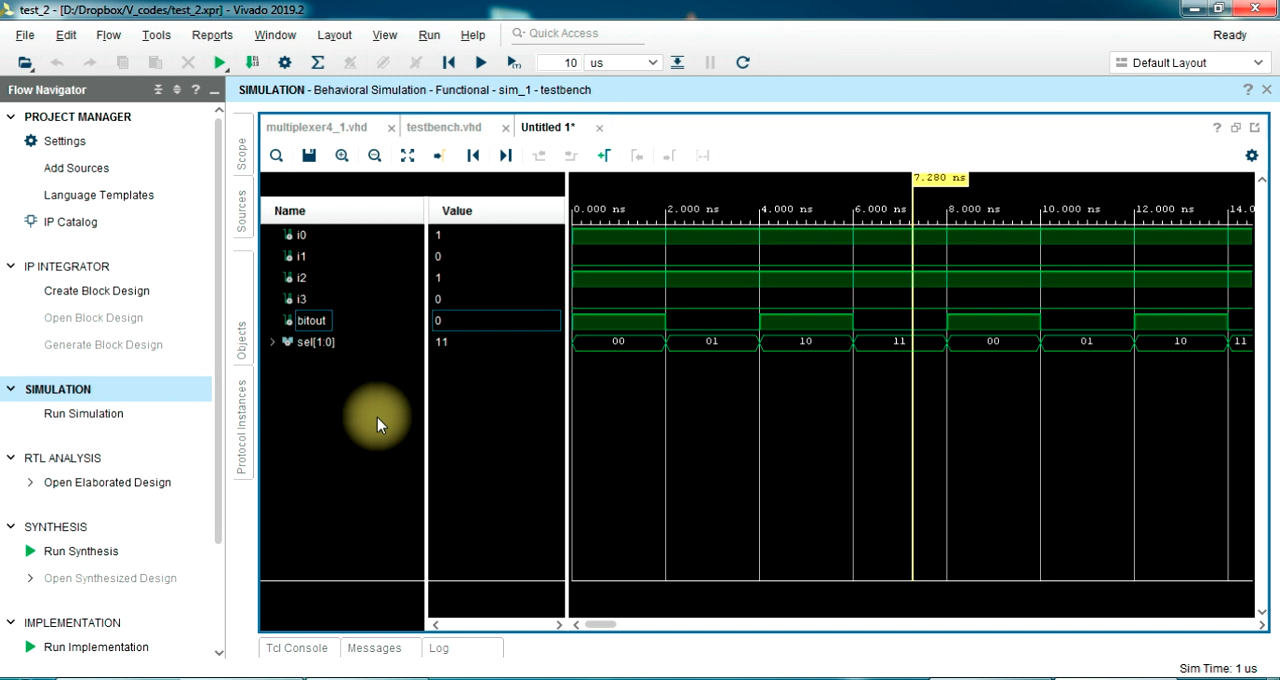 test_2 - [D:/Dropbox/V_codes/test_2.xpr] - Vivado 2019.2
File Edit Flow Tools Reports Window Layout View Run Help Quick Access Ready
10 us Default Layout
Flow Navigator SIMULATION - Behavioral Simulation - Functional - sim_1 - testbench
PROJECT MANAGER
Settings
Add Sources
Language Templates
IP Catalog
IP INTEGRATOR
Create Block Design
Open Block Design
Generate Block Design
SIMULATION
Run Simulation
RTL ANALYSIS
Open Elaborated Design
SYNTHESIS
Run Synthesis
Open Synthesized Design
IMPLEMENTATION
Run Implementation
Scope
Sources
Objects
Protocol Instances
multiplexer4_1.vhd testbench.vhd Untitled 1*
7.280 ns
Name Value 0.000 ns 2.000 ns 4.000 ns 6.000 ns 8.000 ns 10.000 ns 12.000 ns 14.0
i0 1
i1 0
i2 1
i3 0
bitout 0
sel[1:0] 11 00 01 10 11 00 01 10 11
Tcl Console Messages Log
Sim Time: 1 us